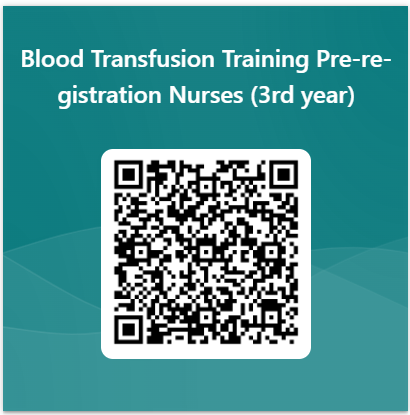 Blood Transfusion Training Pre-re-
gistration Nurses (3rd year)